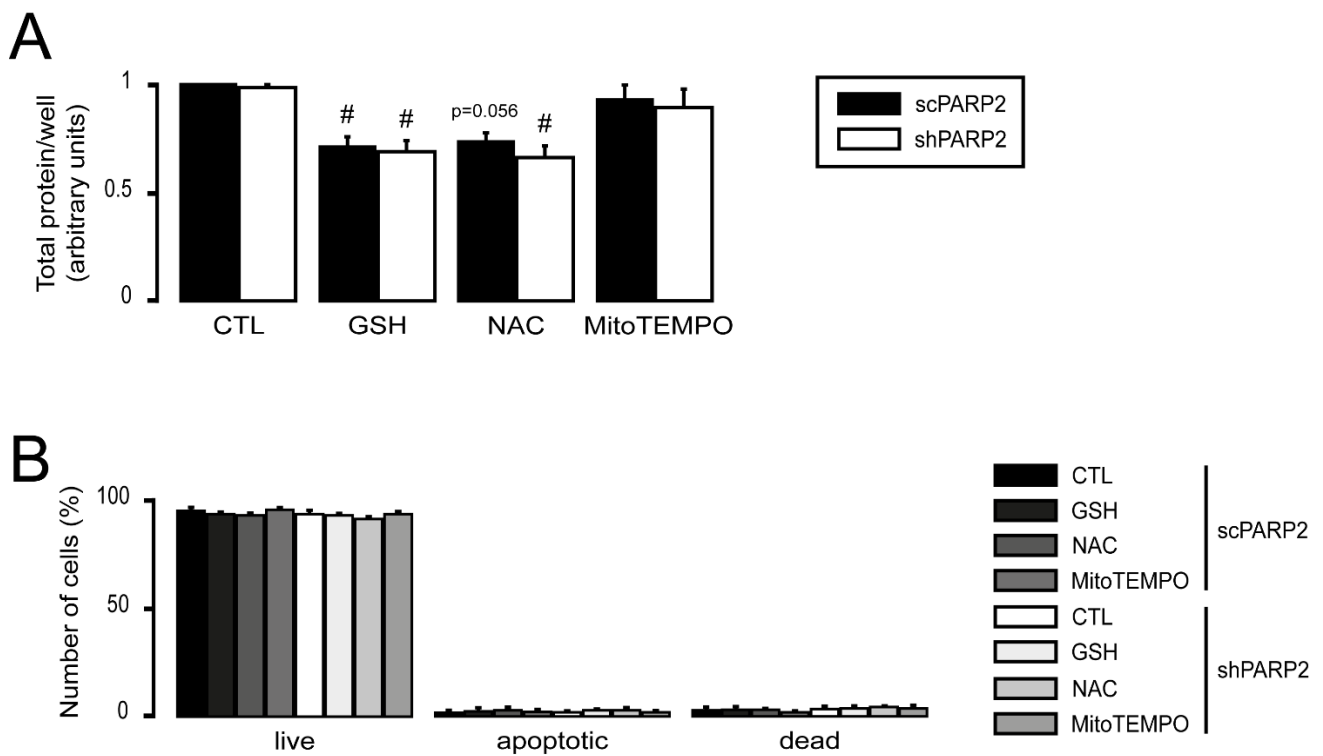 A
Total protein/well
(arbitrary units)
1
0.5
0
#
#
p=0.056
#
CTL
GSH
NAC
MitoTEMPO
scPARP2
shPARP2
B
Number of cells (%)
100
50
0
live
apoptotic
dead
CTL
GSH
NAC
MitoTEMPO
scPARP2
CTL
GSH
NAC
MitoTEMPO
shPARP2